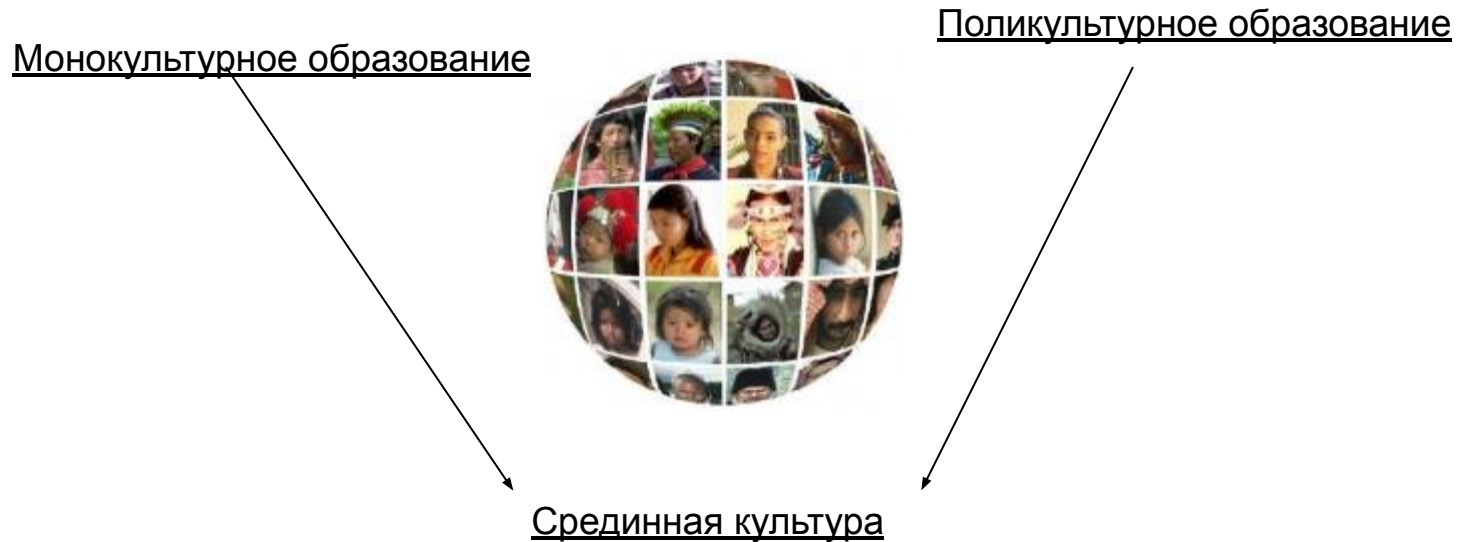 Монокультурное образование
Поликультурное образование
Срединная культура